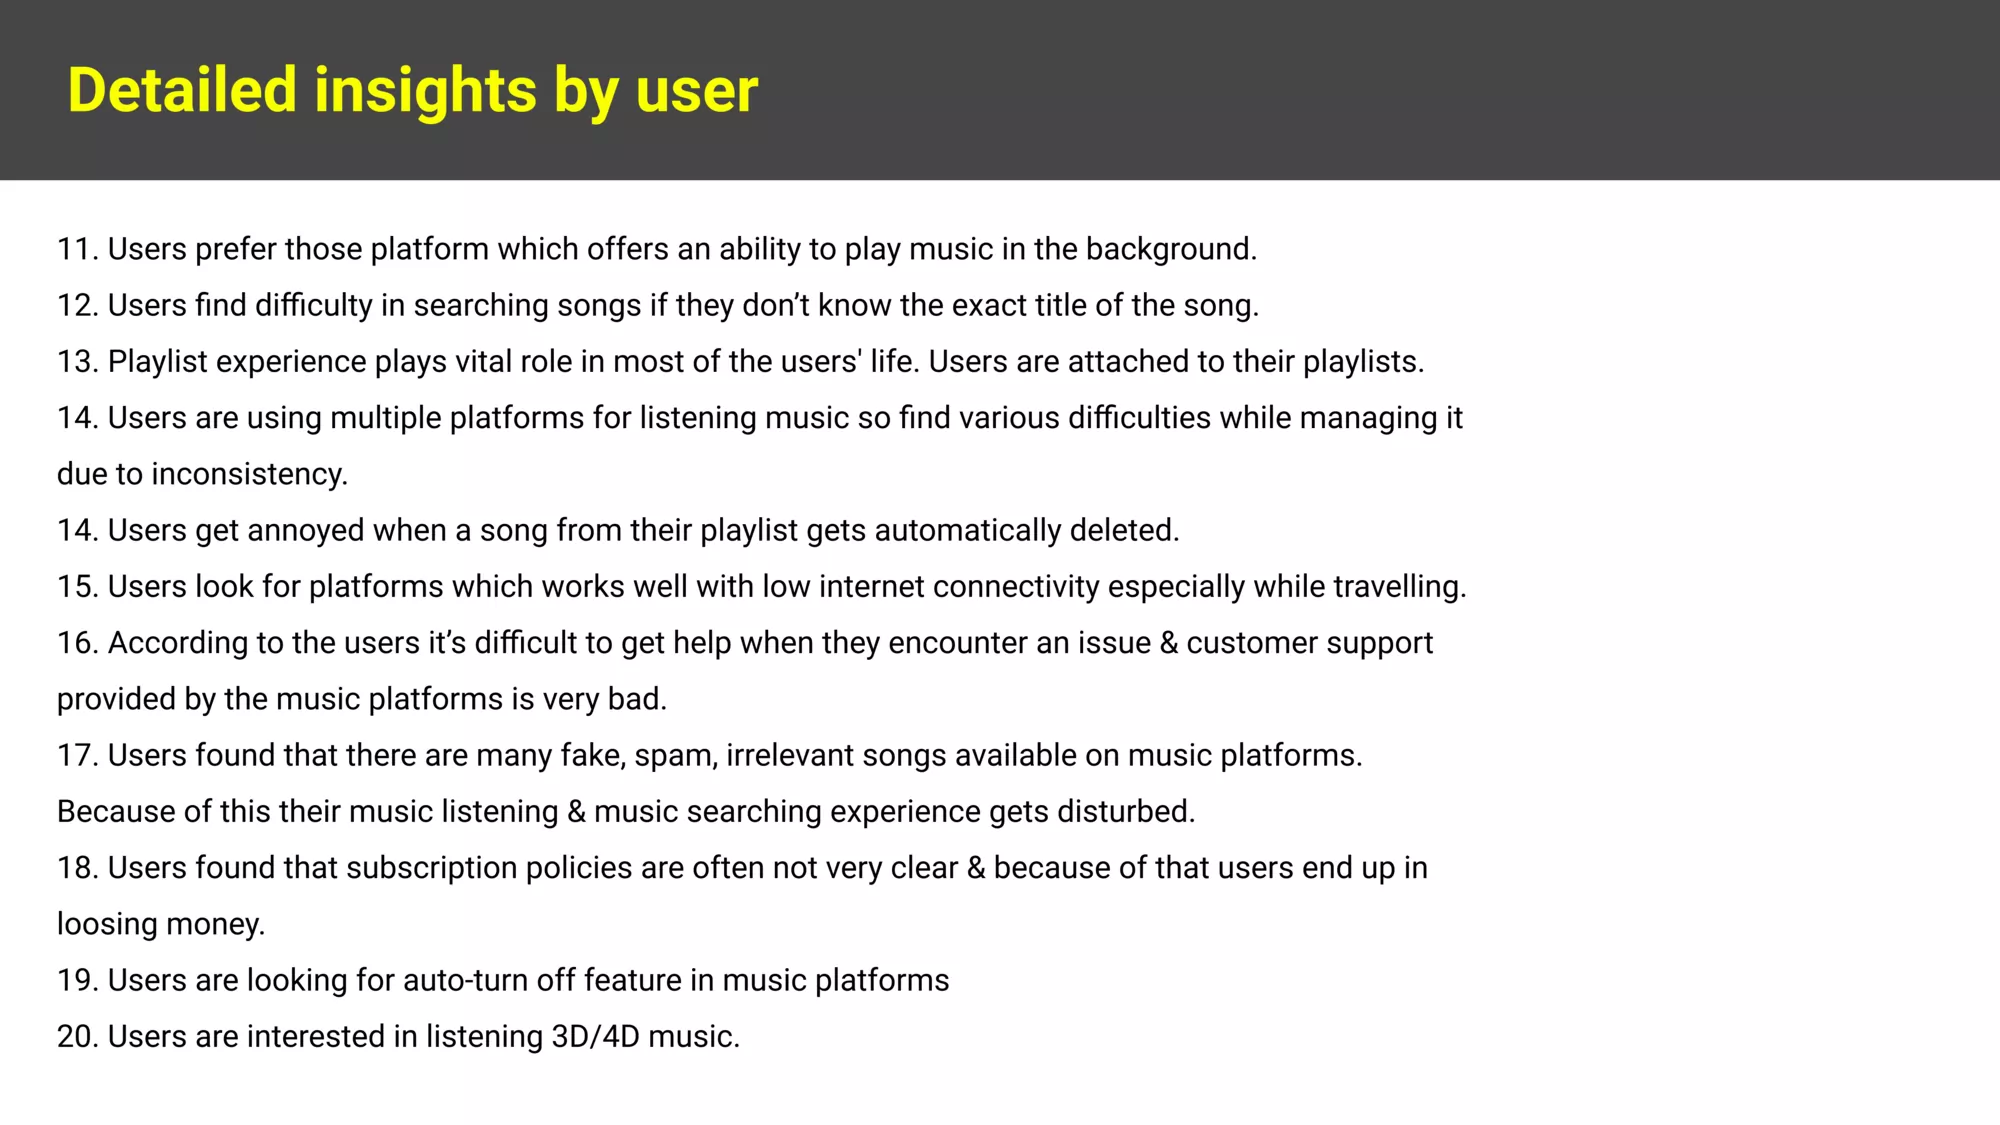 Detailed insights by user
11. Users prefer those platform which offers an ability to play music in the background.
12. Users find difficulty in searching songs if they don’t know the exact title of the song.
13. Playlist experience plays vital role in most of the users' life. Users are attached to their playlists.
14. Users are using multiple platforms for listening music so find various difficulties while managing it
due to inconsistency.
14. Users get annoyed when a song from their playlist gets automatically deleted.
15. Users look for platforms which works well with low internet connectivity especially while travelling.
16. According to the users it’s difficult to get help when they encounter an issue & customer support
provided by the music platforms is very bad.
17. Users found that there are many fake, spam, irrelevant songs available on music platforms.
Because of this their music listening & music searching experience gets disturbed.
18. Users found that subscription policies are often not very clear & because of that users end up in
loosing money.
19. Users are looking for auto-turn off feature in music platforms
20. Users are interested in listening 3D/4D music.